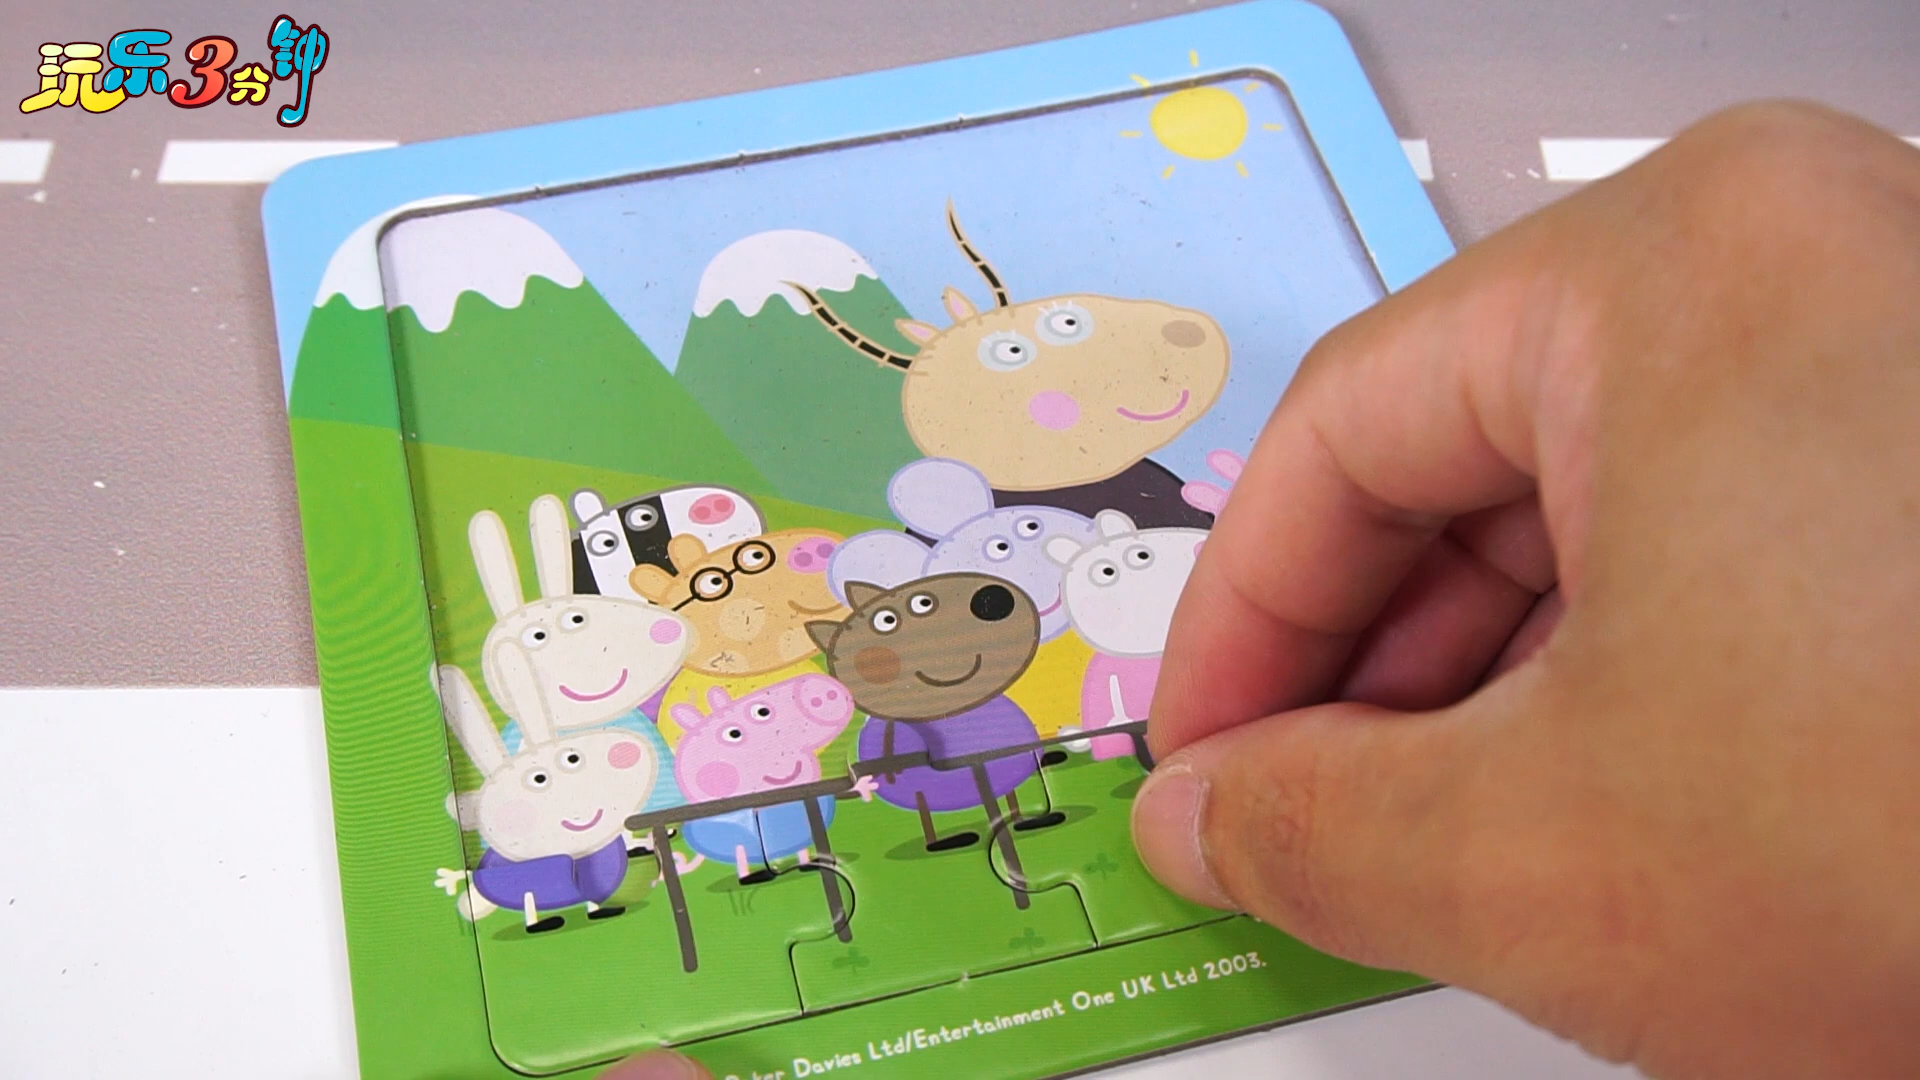 玩乐3分钟
Davies Ltd/Entertainment One UK Ltd 2003.